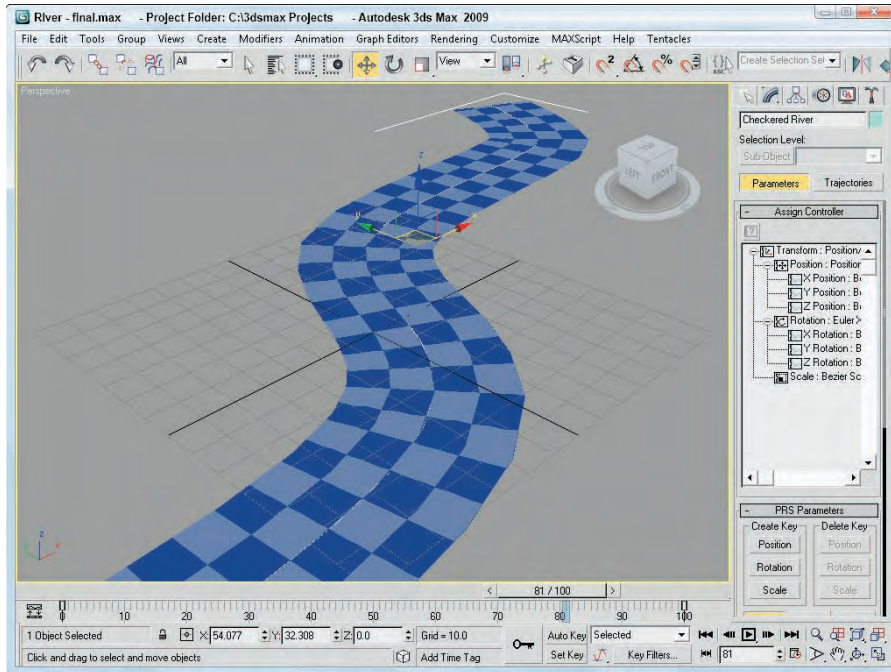 RIver - final.max - Project Folder: C:\3dsmax Projects - Autodesk 3ds Max 2009
File Edit Tools Group Views Create Modifiers Animation Graph Editors Rendering Customize MAXScript Help Tentacles
All View Create Selection Sel
Perspective
TOP
LEFT FRONT
Checkered River
Selection Level:
Sub-Object
Parameters Trajectories
- Assign Controller
Transform : Position/
Position : Position
X Position : B
Y Position : B
Z Position : B
Rotation : Euler X
X Rotation : B
Y Rotation : B
Z Rotation : B
Scale : Bezier Sc
- PRS Parameters
Create Key Delete Key
Position Position
Rotation Rotation
Scale Scale
z
y x
z
x
< 81 / 100 >
0 10 20 30 40 50 60 70 80 90 100
1 Object Selected X: 54.077 Y: 32.308 Z: 0.0 Grid = 10.0 Auto Key Selected
Click and drag to select and move objects Add Time Tag Set Key Key Filters... 81